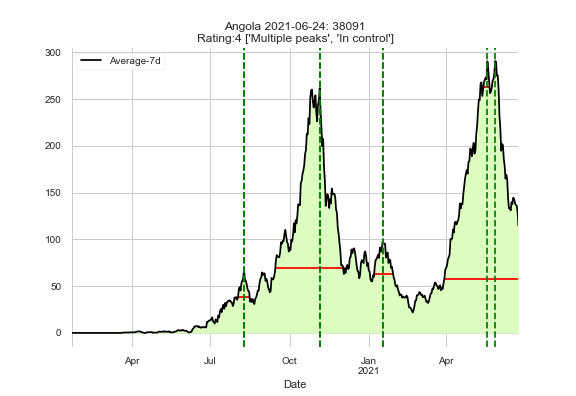 Angola 2021-06-24: 38091
Rating:4 ['Multiple peaks', 'In control']
Average-7d
300
250
200
150
100
50
0
Apr
Jul
Oct
Jan
2021
Apr
Date